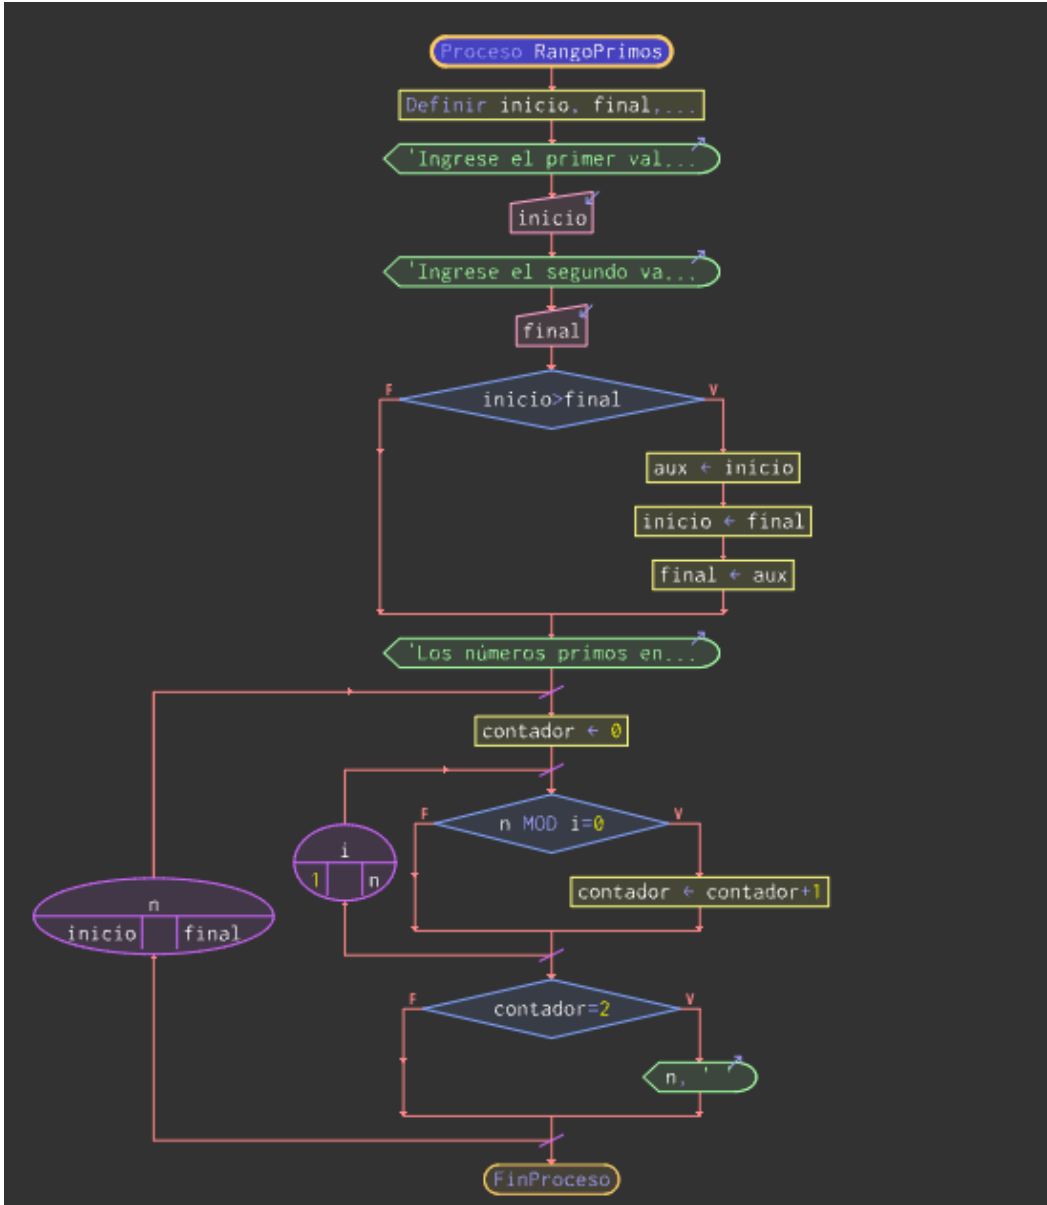 Proceso RangoPrimos
Definir inicio, final,...
'Ingrese el primer val...
inicio
'Ingrese el segundo va...
final
F
V
inicio>final
aux ← inicio
inicio ← final
final ← aux
'Los números primos en...
contador ← 0
F
V
n MOD i=0
i
1 n
contador ← contador+1
n
inicio final
F
V
contador=2
n, ' '
FinProceso